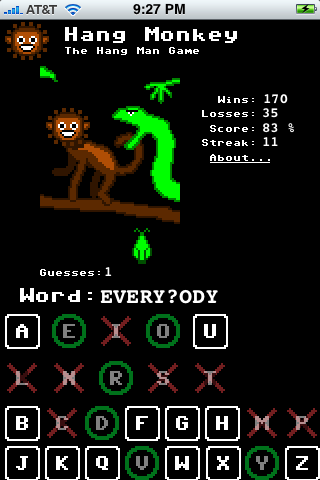 AT&T 9:27 PM
Hang Monkey
The Hang Man Game
Wins: 170
Losses: 35
Score: 83 %
Streak: 11
About...
Guesses:1
Word:EVERY?ODY
A E I O U
L N R S T
B C D F G H M P
J K Q V W X Y Z